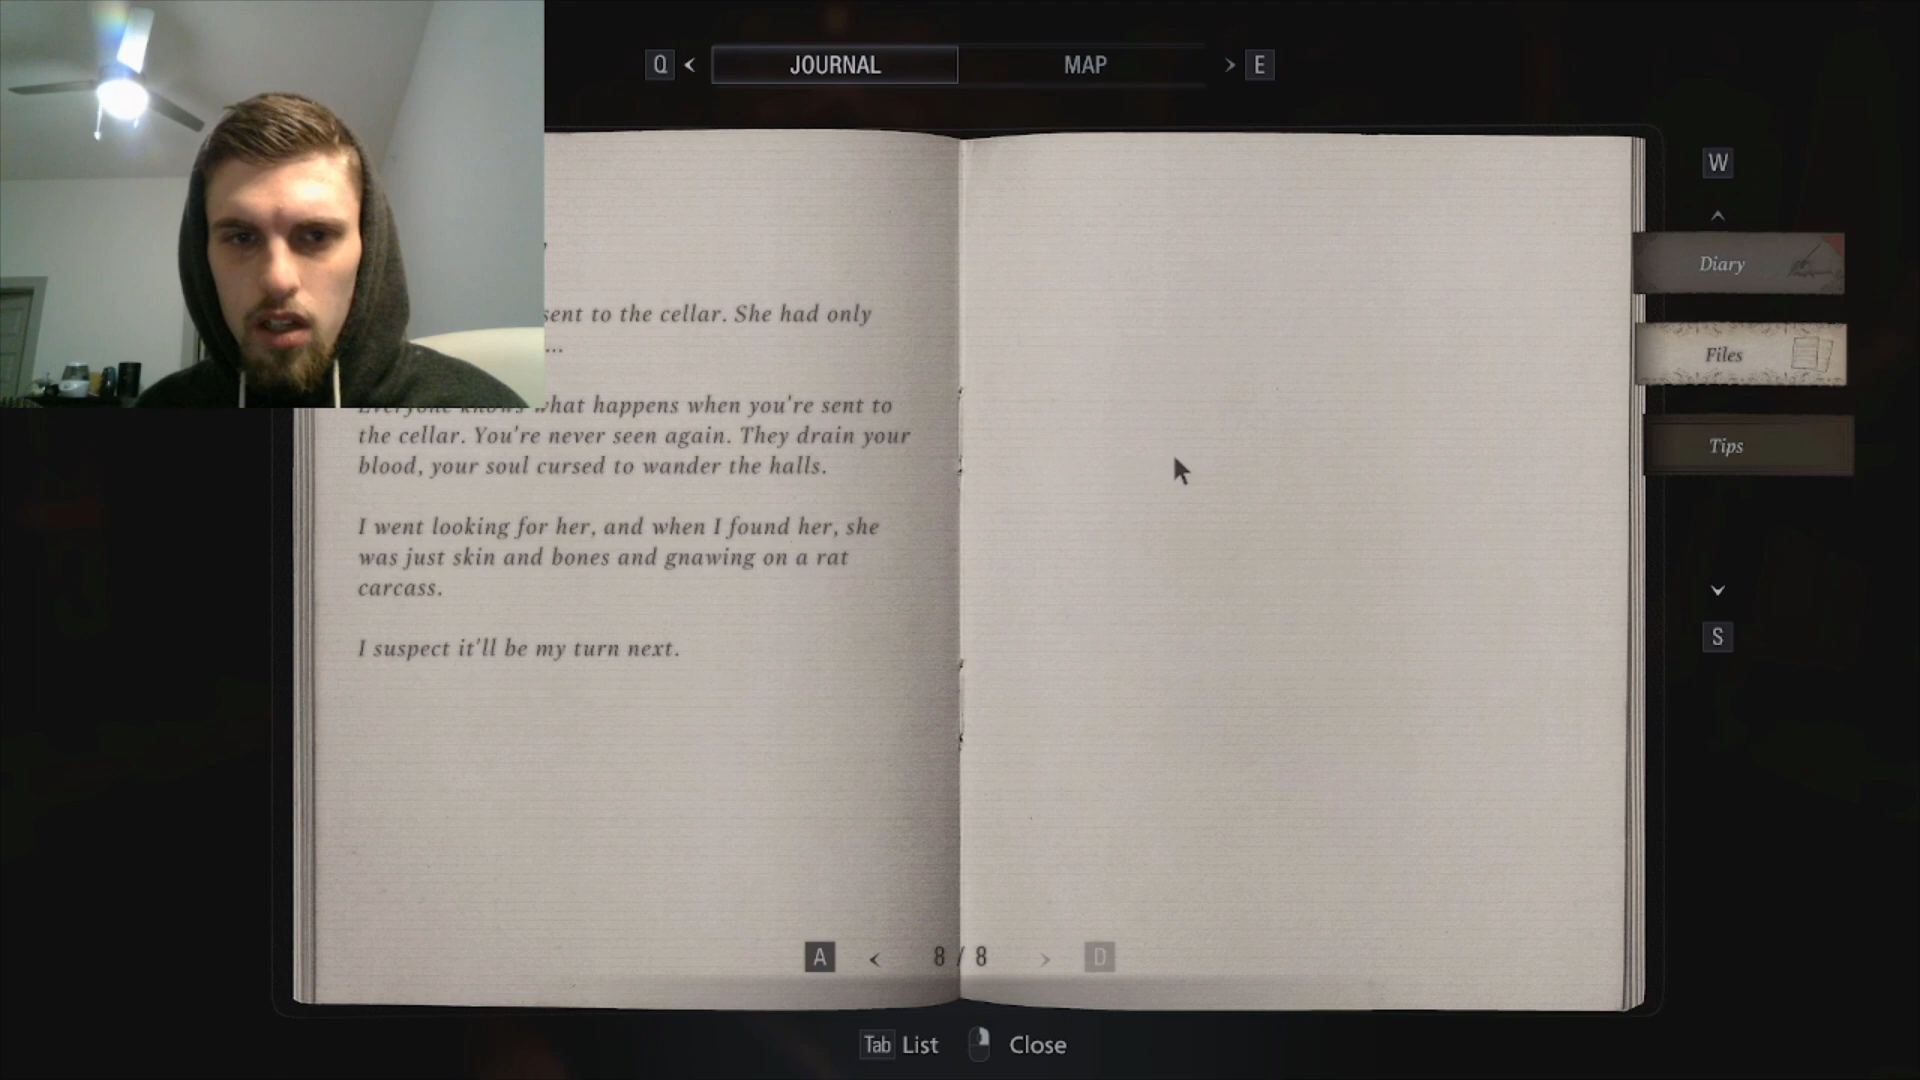 Q < JOURNAL MAP > E
W
Diary
sent to the cellar. She had only
...
Files
Everyone knows what happens when you're sent to
the cellar. You're never seen again. They drain your
blood, your soul cursed to wander the halls.
Tips
I went looking for her, and when I found her, she
was just skin and bones and gnawing on a rat
carcass.
S
I suspect it'll be my turn next.
A < 8 / 8 > D
Tab List Close